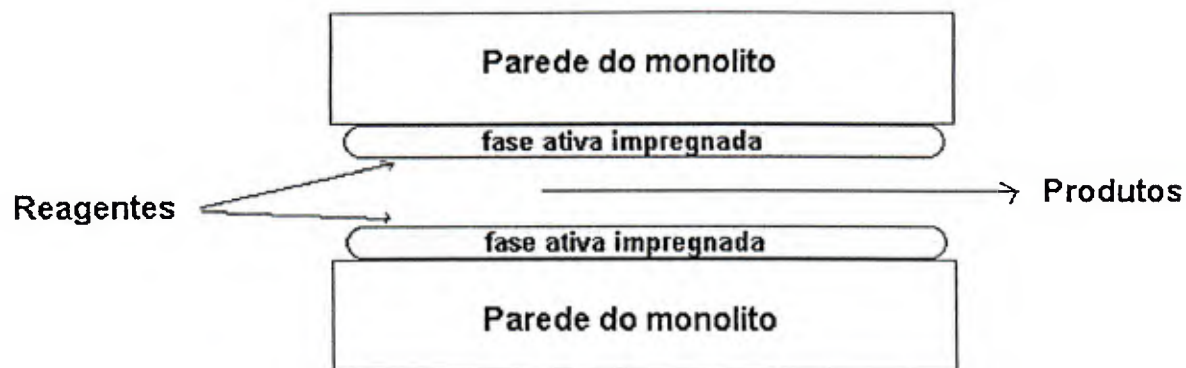 Parede do monolito
fase ativa impregnada
Reagentes
Produtos
fase ativa impregnada
Parede do monolito